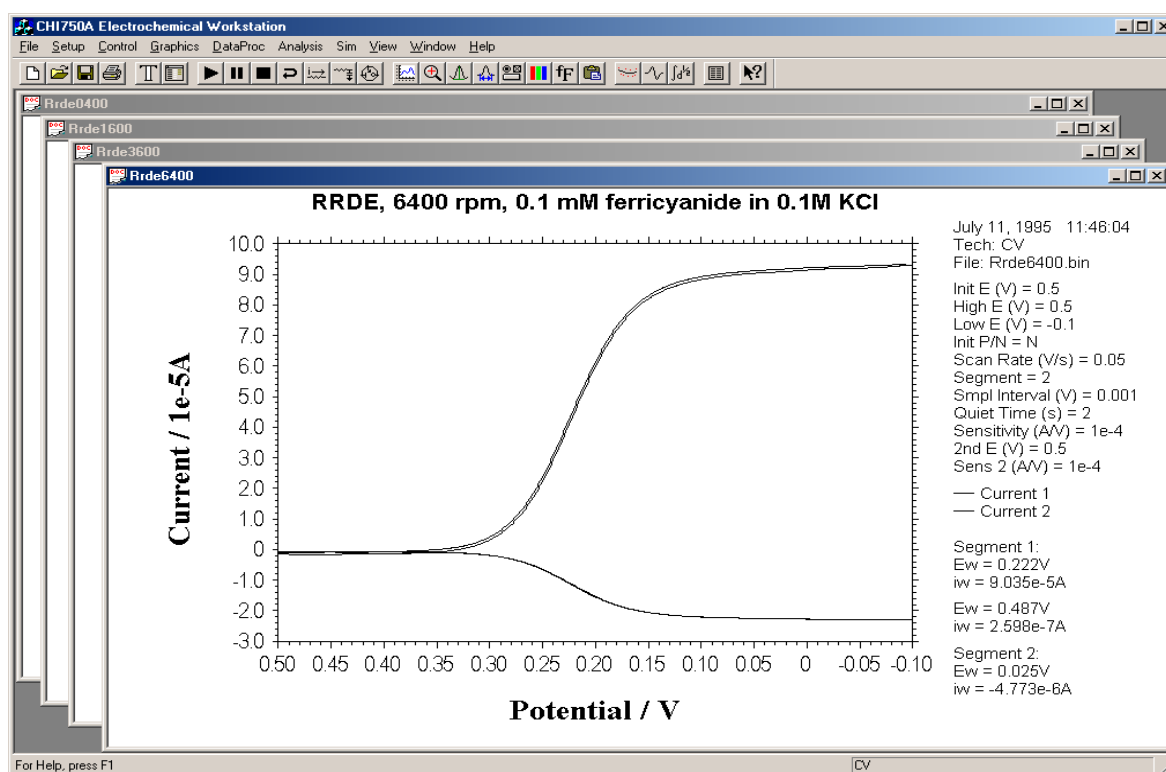 CHI750A Electrochemical Workstation
File Setup Control Graphics DataProc Analysis Sim View Window Help
T fF
Rrde0400
Rrde1600
Rrde3600
Rrde6400
RRDE, 6400 rpm, 0.1 mM ferricyanide in 0.1M KCl
10.0
9.0
8.0
7.0
6.0
5.0
4.0
3.0
2.0
1.0
0
-1.0
-2.0
-3.0
Current / 1e-5A
0.50 0.45 0.40 0.35 0.30 0.25 0.20 0.15 0.10 0.05 0 -0.05 -0.10
Potential / V
July 11, 1995 11:46:04
Tech: CV
File: Rrde6400.bin
Init E (V) = 0.5
High E (V) = 0.5
Low E (V) = -0.1
Init P/N = N
Scan Rate (V/s) = 0.05
Segment = 2
Smpl Interval (V) = 0.001
Quiet Time (s) = 2
Sensitivity (A/V) = 1e-4
2nd E (V) = 0.5
Sens 2 (A/V) = 1e-4
Current 1
Current 2
Segment 1:
Ew = 0.222V
iw = 9.035e-5A
Ew = 0.487V
iw = 2.598e-7A
Segment 2:
Ew = 0.025V
iw = -4.773e-6A
For Help, press F1
CV